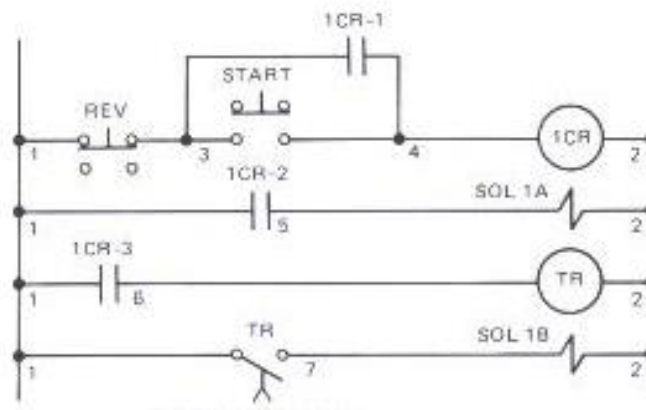 1CR-1
START
REV
1 3 4 1CR 2
1CR-2 SOL 1A
1 5 2
1CR-3 TR
1 6 2
TR SOL 1B
1 7 2